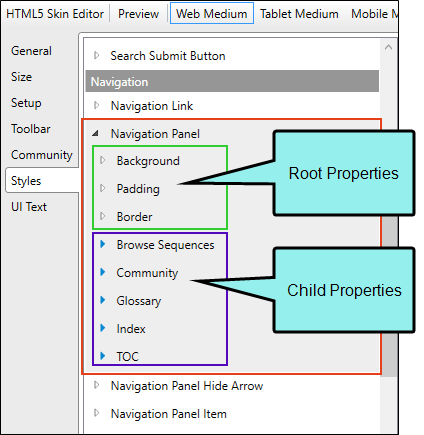 HTML5 Skin Editor Preview Web Medium Tablet Medium Mobile M
General
Size
Setup
Toolbar
Community
Styles
UI Text
Search Submit Button
Navigation
Navigation Link
Navigation Panel
Background
Padding
Border
Browse Sequences
Community
Glossary
Index
TOC
Navigation Panel Hide Arrow
Navigation Panel Item
Root Properties
Child Properties